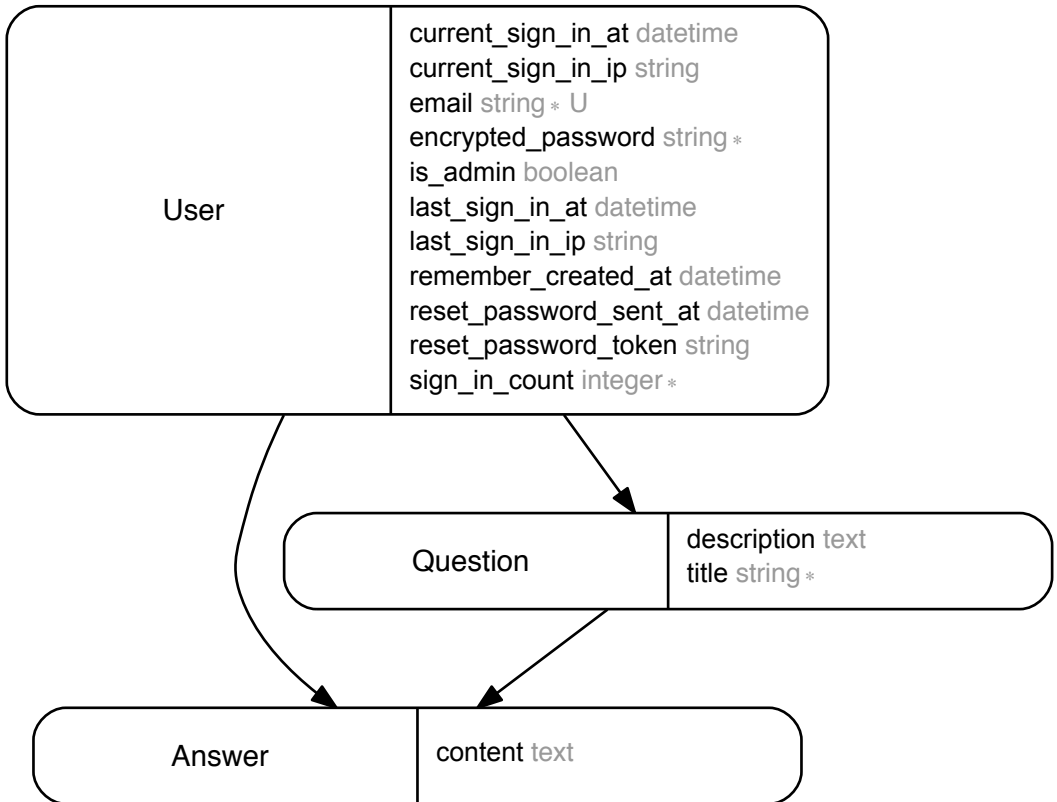 User
current_sign_in_at datetime
current_sign_in_ip string
email string * U
encrypted_password string *
is_admin boolean
last_sign_in_at datetime
last_sign_in_ip string
remember_created_at datetime
reset_password_sent_at datetime
reset_password_token string
sign_in_count integer *
Question
description text
title string *
Answer
content text